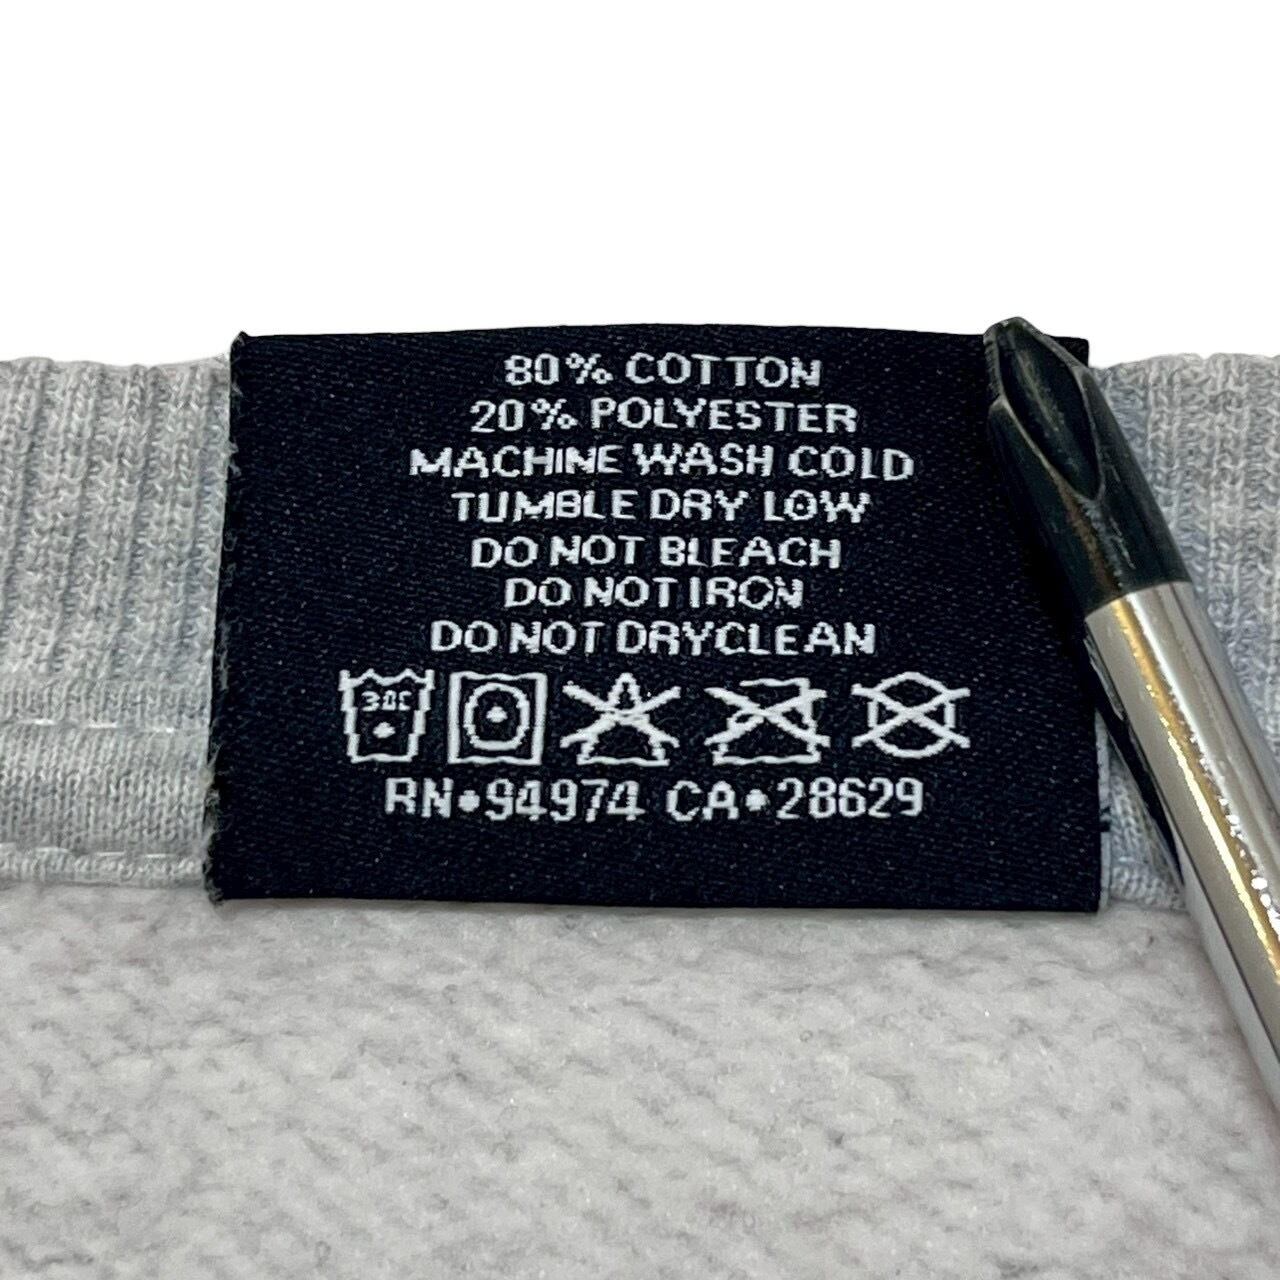 80% COTTON
20% POLYESTER
MACHINE WASH COLD
TUMBLE DRY LOW
DO NOT BLEACH
DO NOT IRON
DO NOT DRYCLEAN
RN•94974 CA•28629